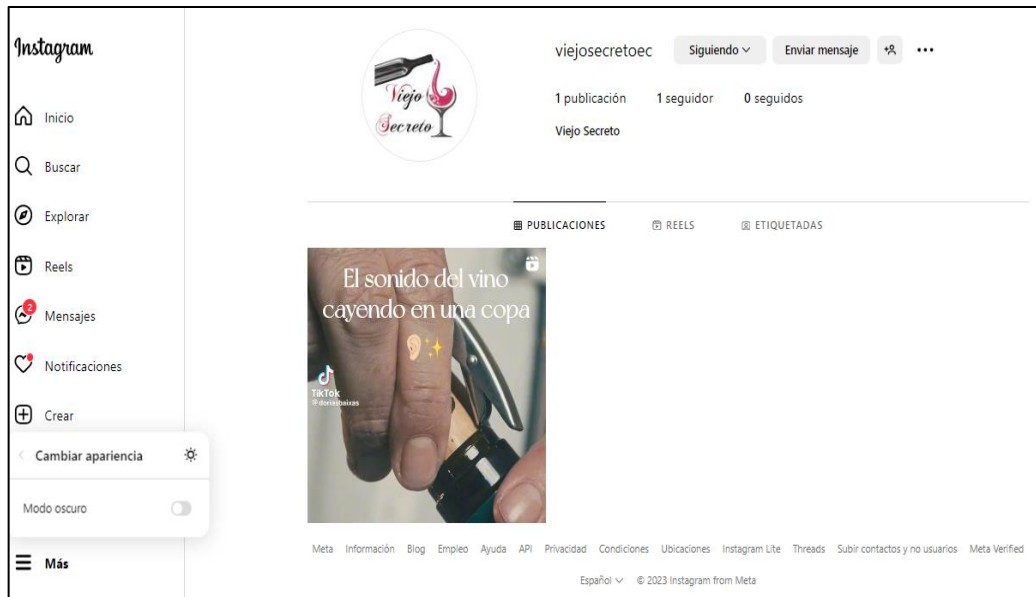 Instagram
Inicio
Buscar
Explorar
Reels
2
Mensajes
Notificaciones
Crear
Cambiar apariencia
Modo oscuro
Más
Viejo
Secreto
viejosecretoec Siguiendo Enviar mensaje
1 publicación 1 seguidor 0 seguidos
Viejo Secreto
PUBLICACIONES REELS ETIQUETADAS
El sonido del vino
cayendo en una copa
TikTok
Meta Información Blog Empleo Ayuda API Privacidad Condiciones Ubicaciones Instagram Lite Threads Subir contactos y no usuarios Meta Verified
Español © 2023 Instagram from Meta